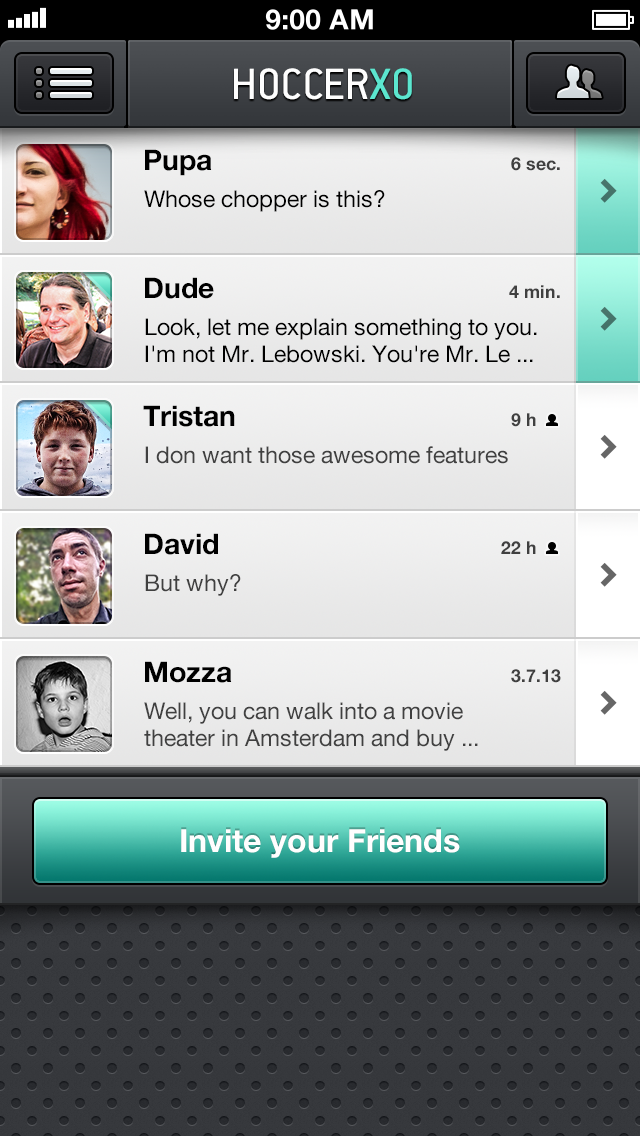 9:00 AM
HOCCERXO
Pupa 6 sec.
Whose chopper is this?
Dude 4 min.
Look, let me explain something to you.
I'm not Mr. Lebowski. You're Mr. Le ...
Tristan 9 h
I don want those awesome features
David 22 h
But why?
Mozza 3.7.13
Well, you can walk into a movie
theater in Amsterdam and buy ...
Invite your Friends